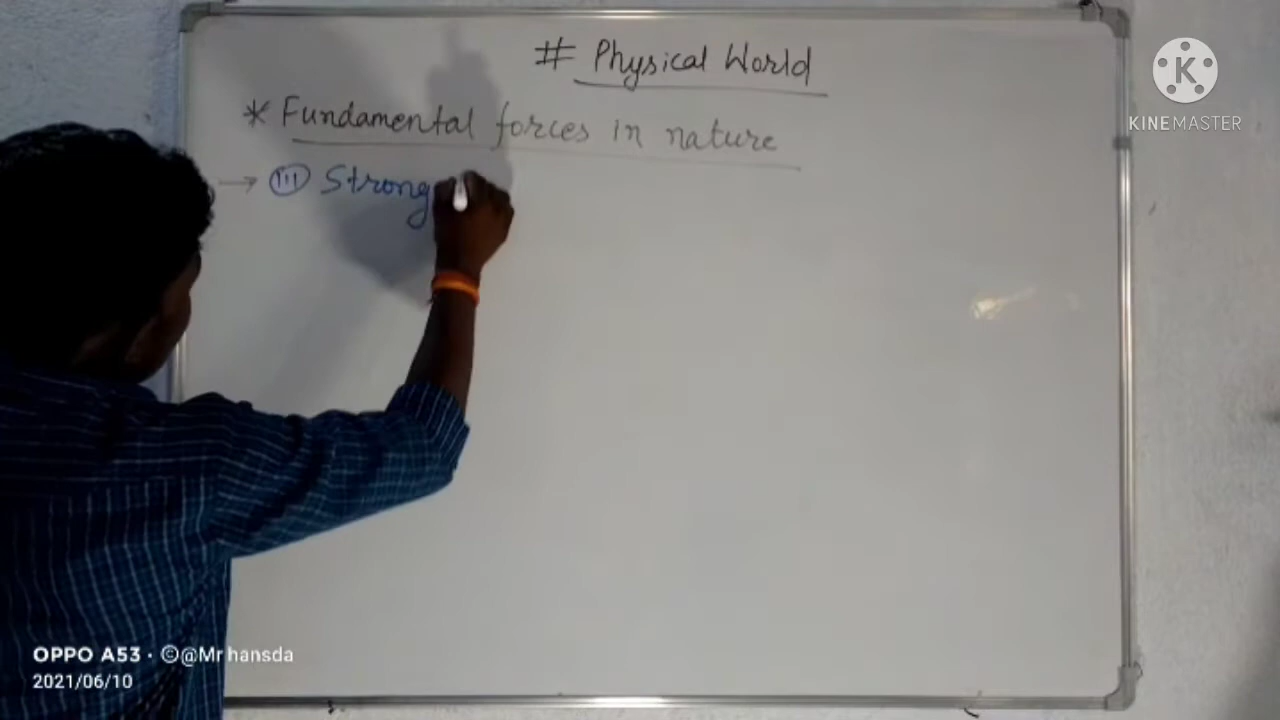 # Physical World
K
KINEMASTER
* Fundamental forces in nature
→ (iii) Strong
OPPO A53 · ©@Mr hansda
2021/06/10